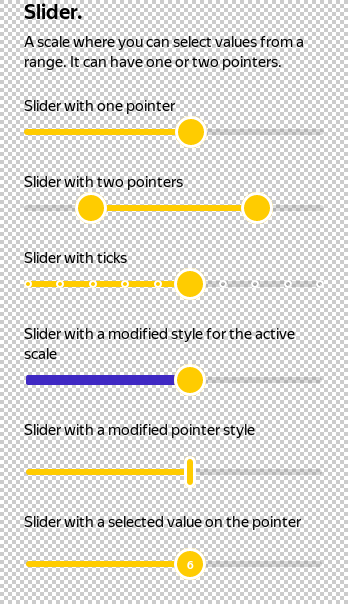 Slider.
A scale where you can select values from a
range. It can have one or two pointers.
Slider with one pointer
Slider with two pointers
Slider with ticks
Slider with a modified style for the active
scale
Slider with a modified pointer style
Slider with a selected value on the pointer
6